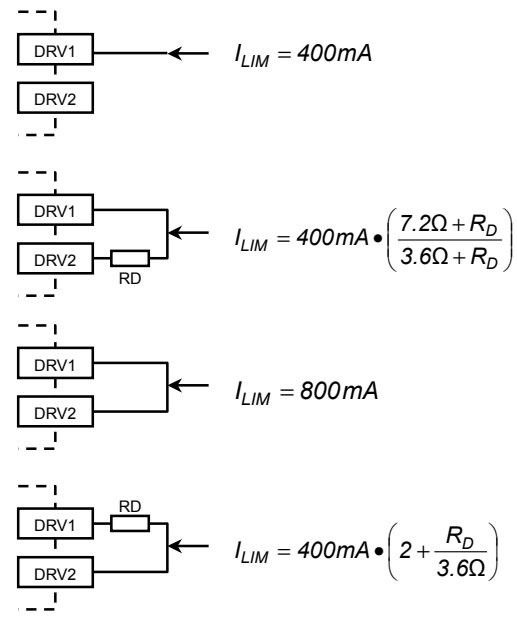 DRV1
I_LIM = 400mA
DRV2
DRV1
DRV2
RD
I_LIM = 400mA • ( (7.2Ω + R_D) / (3.6Ω + R_D) )
DRV1
DRV2
I_LIM = 800mA
RD
DRV1
DRV2
I_LIM = 400mA • ( 2 + R_D / 3.6Ω )